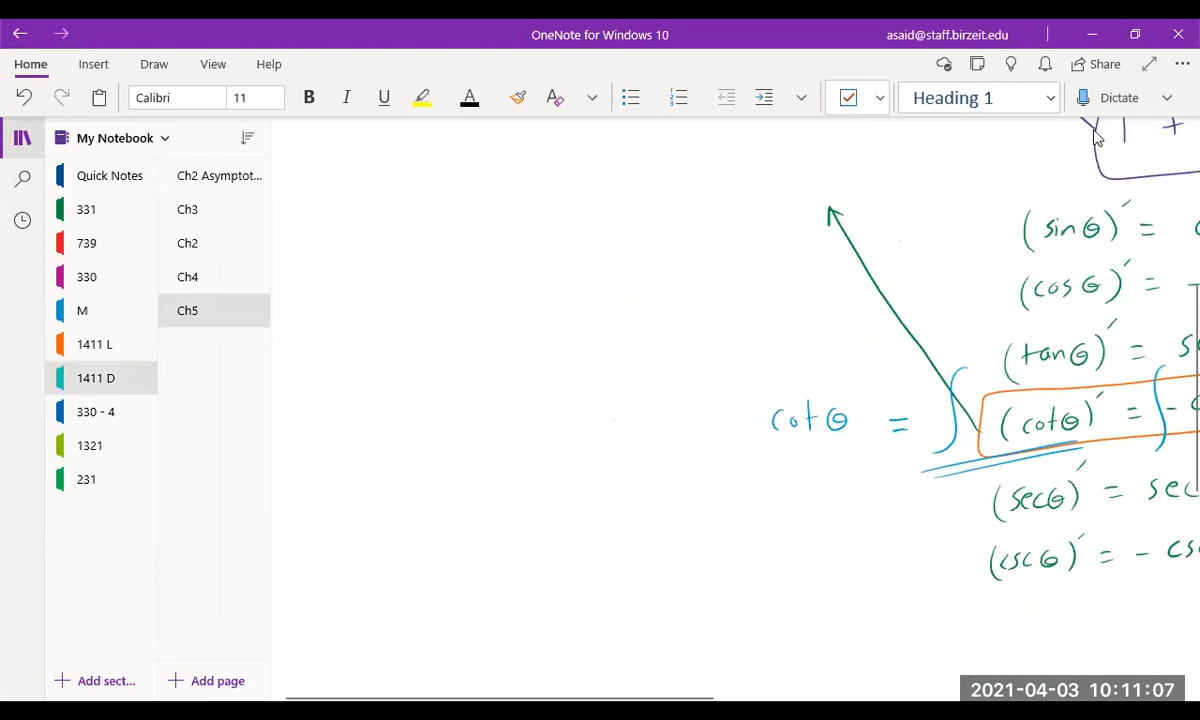 OneNote for Windows 10
asaid@staff.birzeit.edu
Home Insert Draw View Help
Share
Calibri 11 B I U A Heading 1 Dictate
My Notebook
Quick Notes
331
739
330
M
1411 L
1411 D
330 - 4
1321
231
Ch2 Asymptot...
Ch3
Ch2
Ch4
Ch5
+
(sinθ)′ =
(cosθ)′ = -
(tanθ)′ =
cotθ = ∫ (cotθ)′ = ∫ -
(secθ)′ = sec
(cscθ)′ = - cs
+ Add sect...
+ Add page
2021-04-03 10:11:07